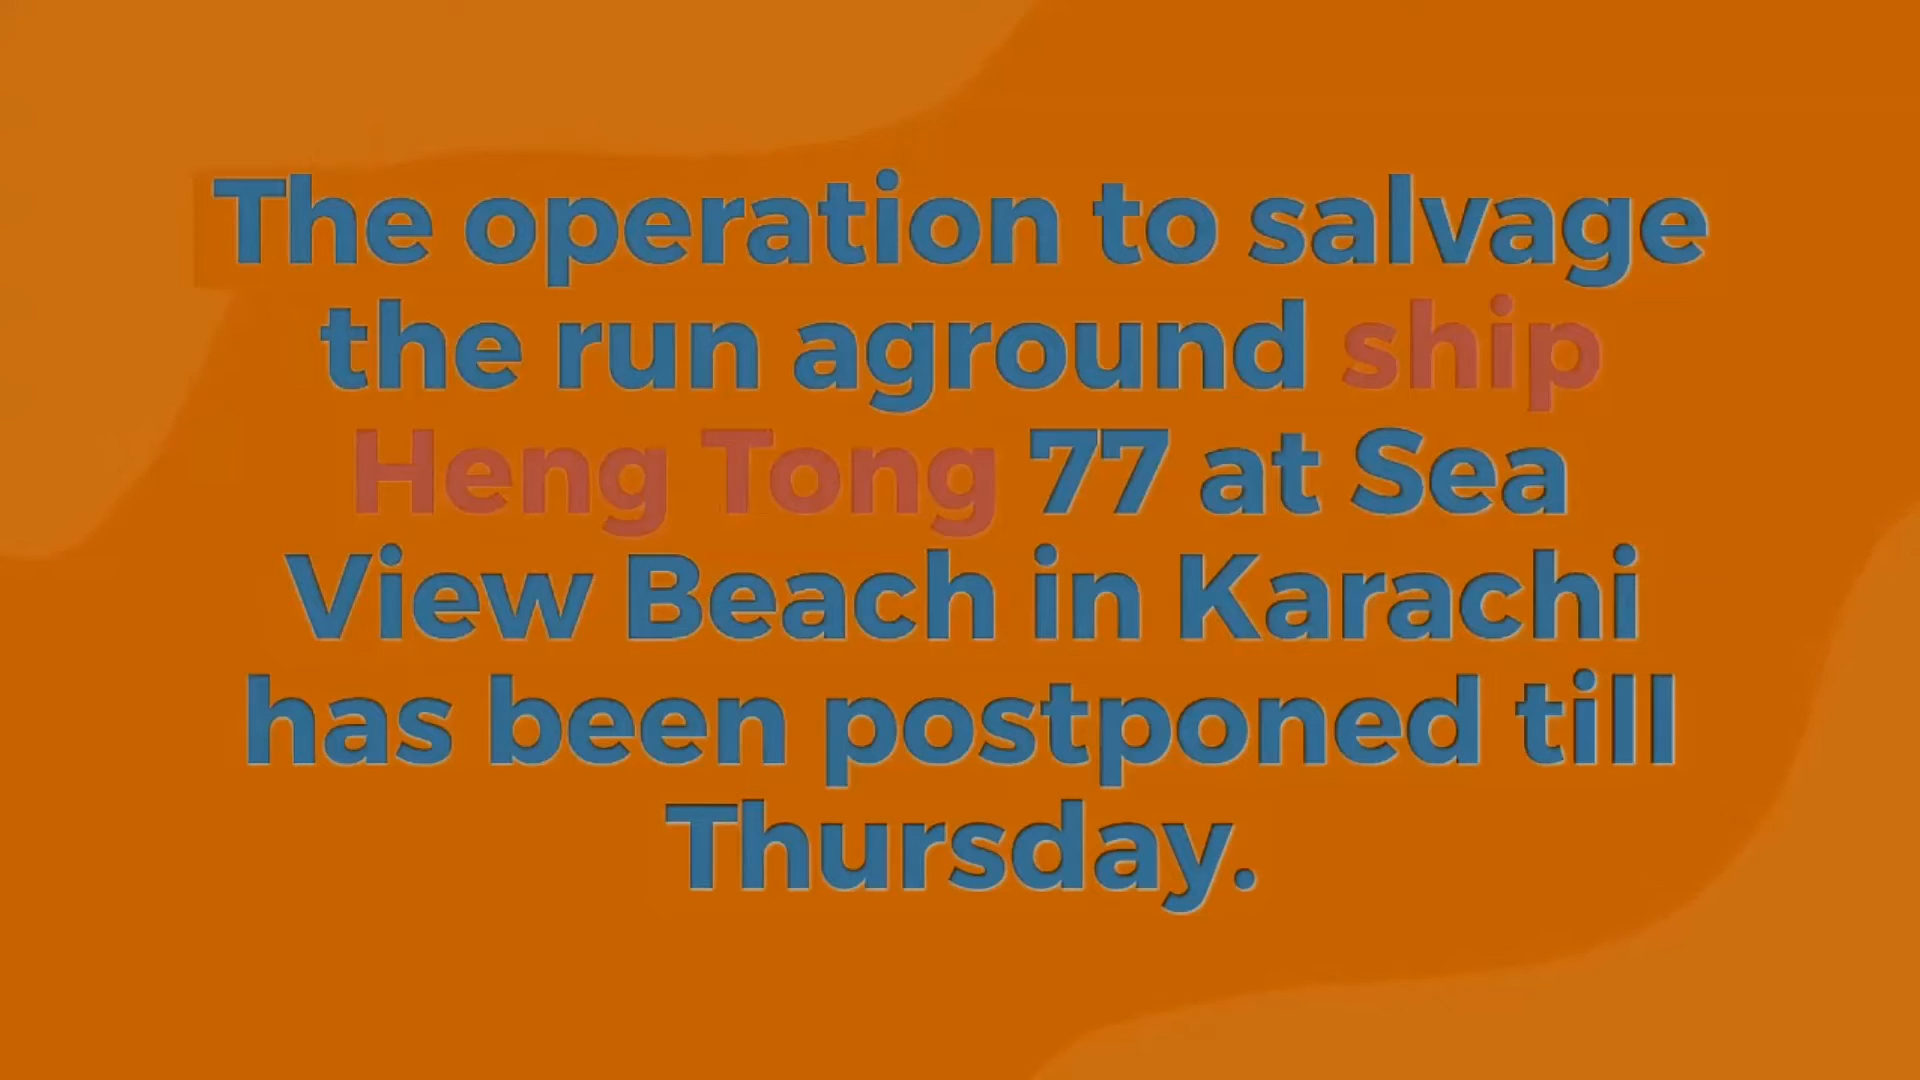 The operation to salvage
the run aground ship
Heng Tong 77 at Sea
View Beach in Karachi
has been postponed till
Thursday.